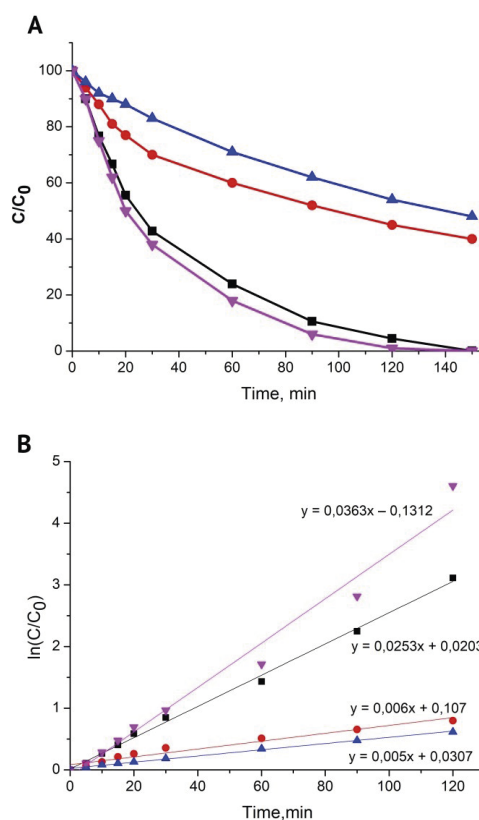 A
100
80
60
40
20
0
C/C0
0 20 40 60 80 100 120 140
Time, min
B
5
4
3
2
1
0
ln(C/C0)
y = 0,0363x – 0,1312
y = 0,0253x + 0,0203
y = 0,006x + 0,107
y = 0,005x + 0,0307
0 20 40 60 80 100 120
Time,min